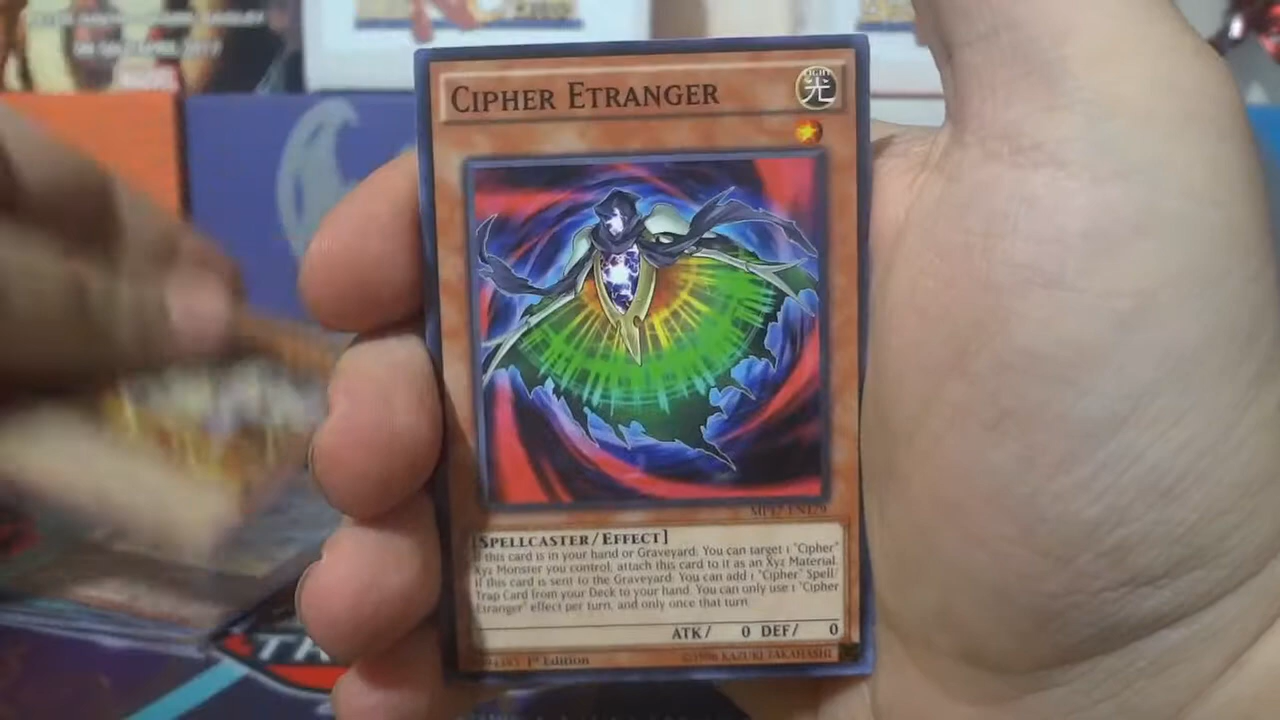 CIPHER ETRANGER
LIGHT
光
MP17-EN179
[SPELLCASTER/EFFECT]
If this card is in your hand or Graveyard: You can target 1 "Cipher"
Xyz Monster you control; attach this card to it as an Xyz Material.
If this card is sent to the Graveyard: You can add 1 "Cipher" Spell/
Trap Card from your Deck to your hand. You can only use 1 "Cipher
Etranger" effect per turn, and only once that turn.
ATK/ 0 DEF/ 0
1st Edition
©1996 KAZUKI TAKAHASHI